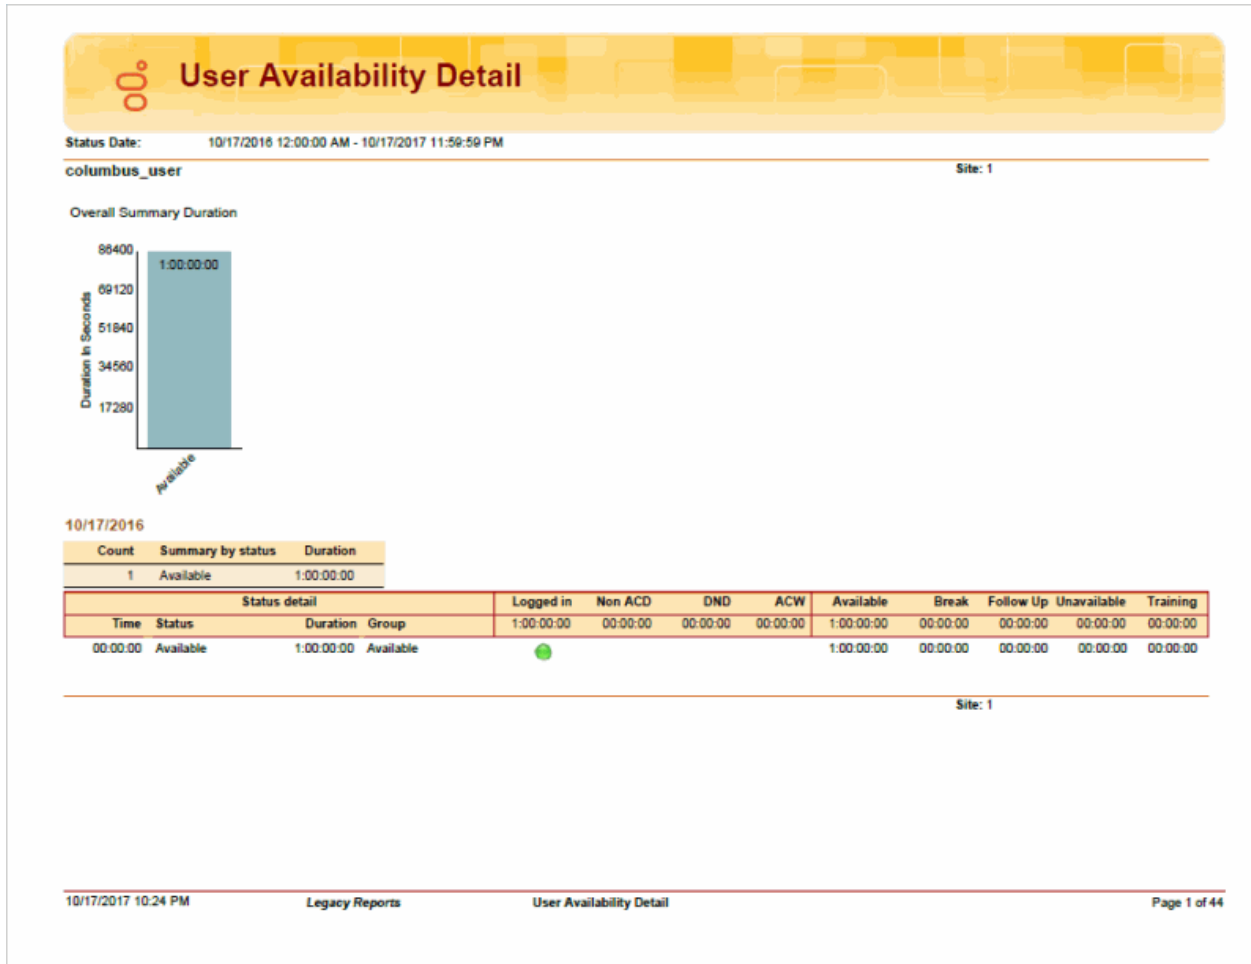 User Availability Detail
Status Date: 10/17/2016 12:00:00 AM - 10/17/2017 11:59:59 PM
columbus_user Site: 1
Overall Summary Duration
86400
1:00:00:00
69120
51840
34560
17280
Duration In Seconds
Available
10/17/2016
Count Summary by status Duration
1 Available 1:00:00:00
Status detail Logged in Non ACD DND ACW Available Break Follow Up Unavailable Training
Time Status Duration Group 1:00:00:00 00:00:00 00:00:00 00:00:00 1:00:00:00 00:00:00 00:00:00 00:00:00 00:00:00
00:00:00 Available 1:00:00:00 Available 1:00:00:00 00:00:00 00:00:00 00:00:00 00:00:00
Site: 1
10/17/2017 10:24 PM Legacy Reports User Availability Detail Page 1 of 44